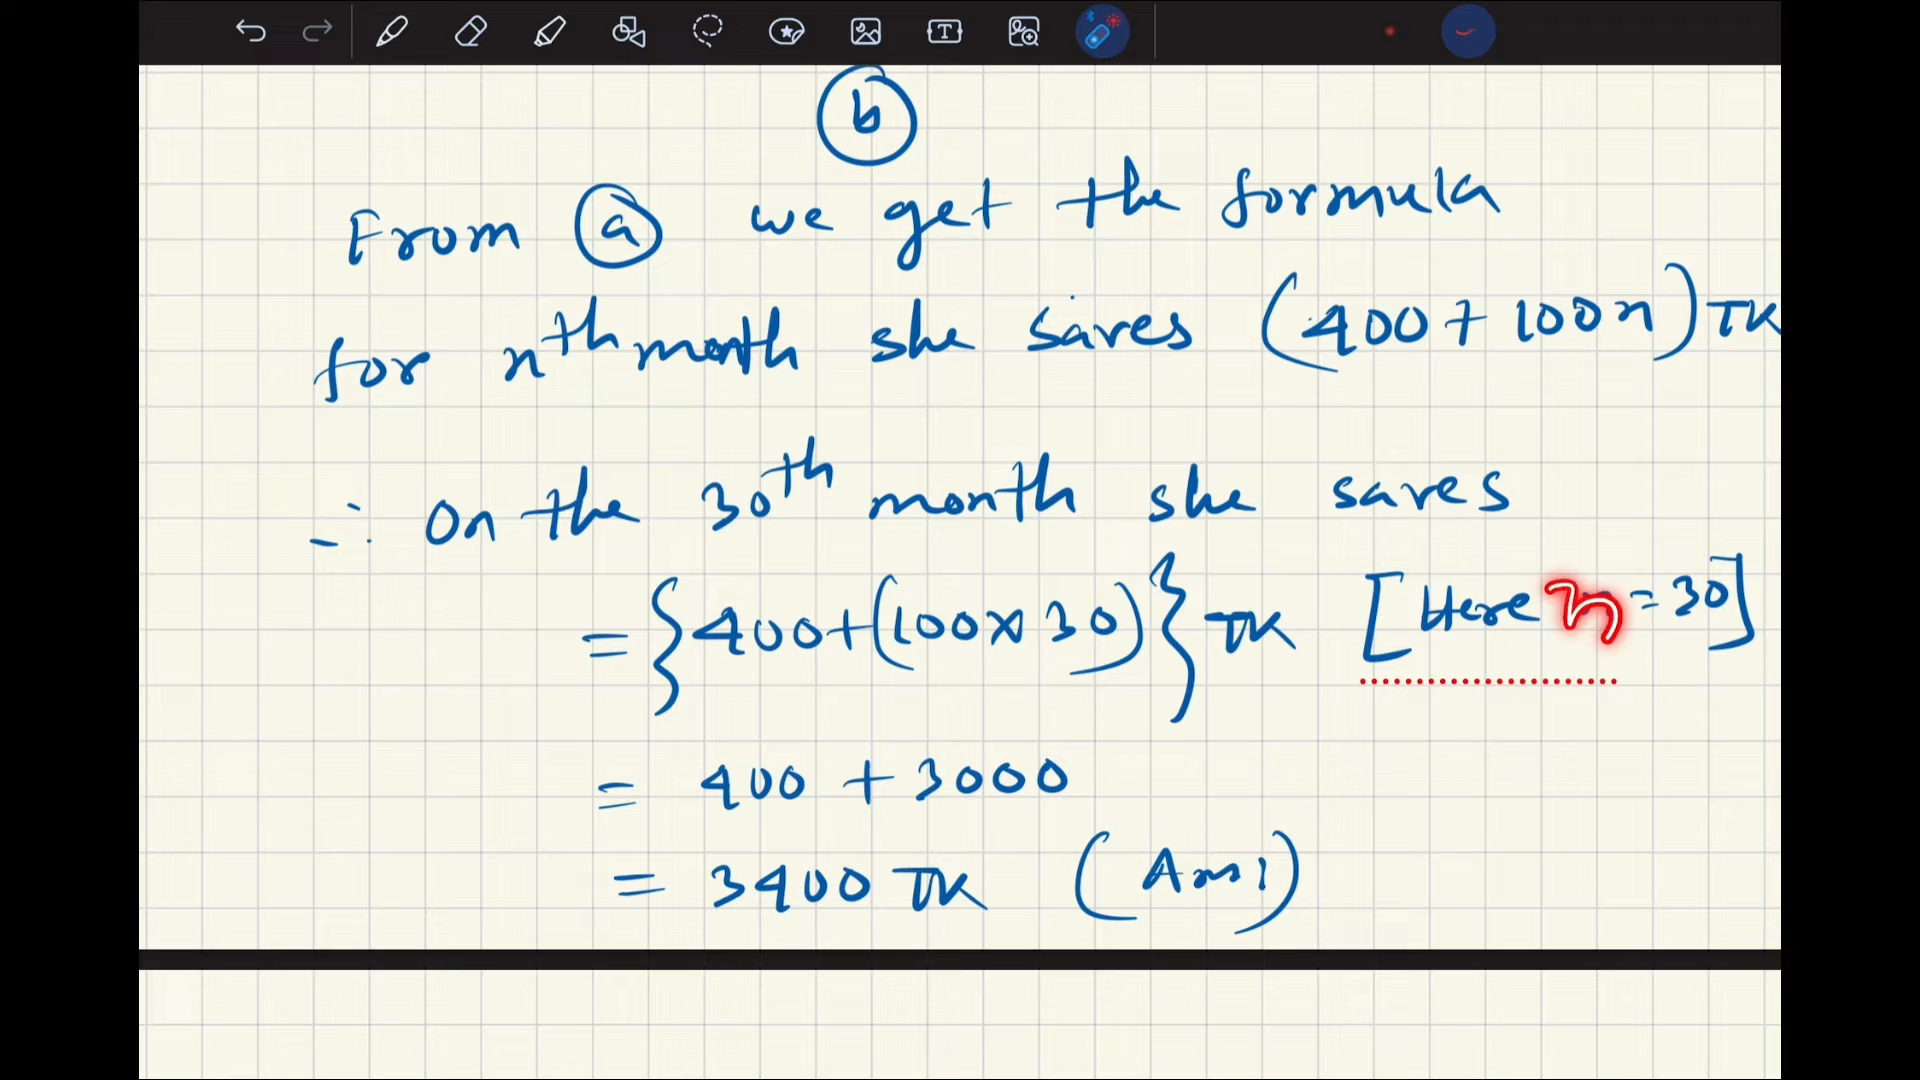 b
From a we get the formula
for nth month she saves (400 + 100n) TK
∴ On the 30th month she saves
= {400+(100×30)} TK [Here n = 30]
= 400 + 3000
= 3400 TK (Ans)